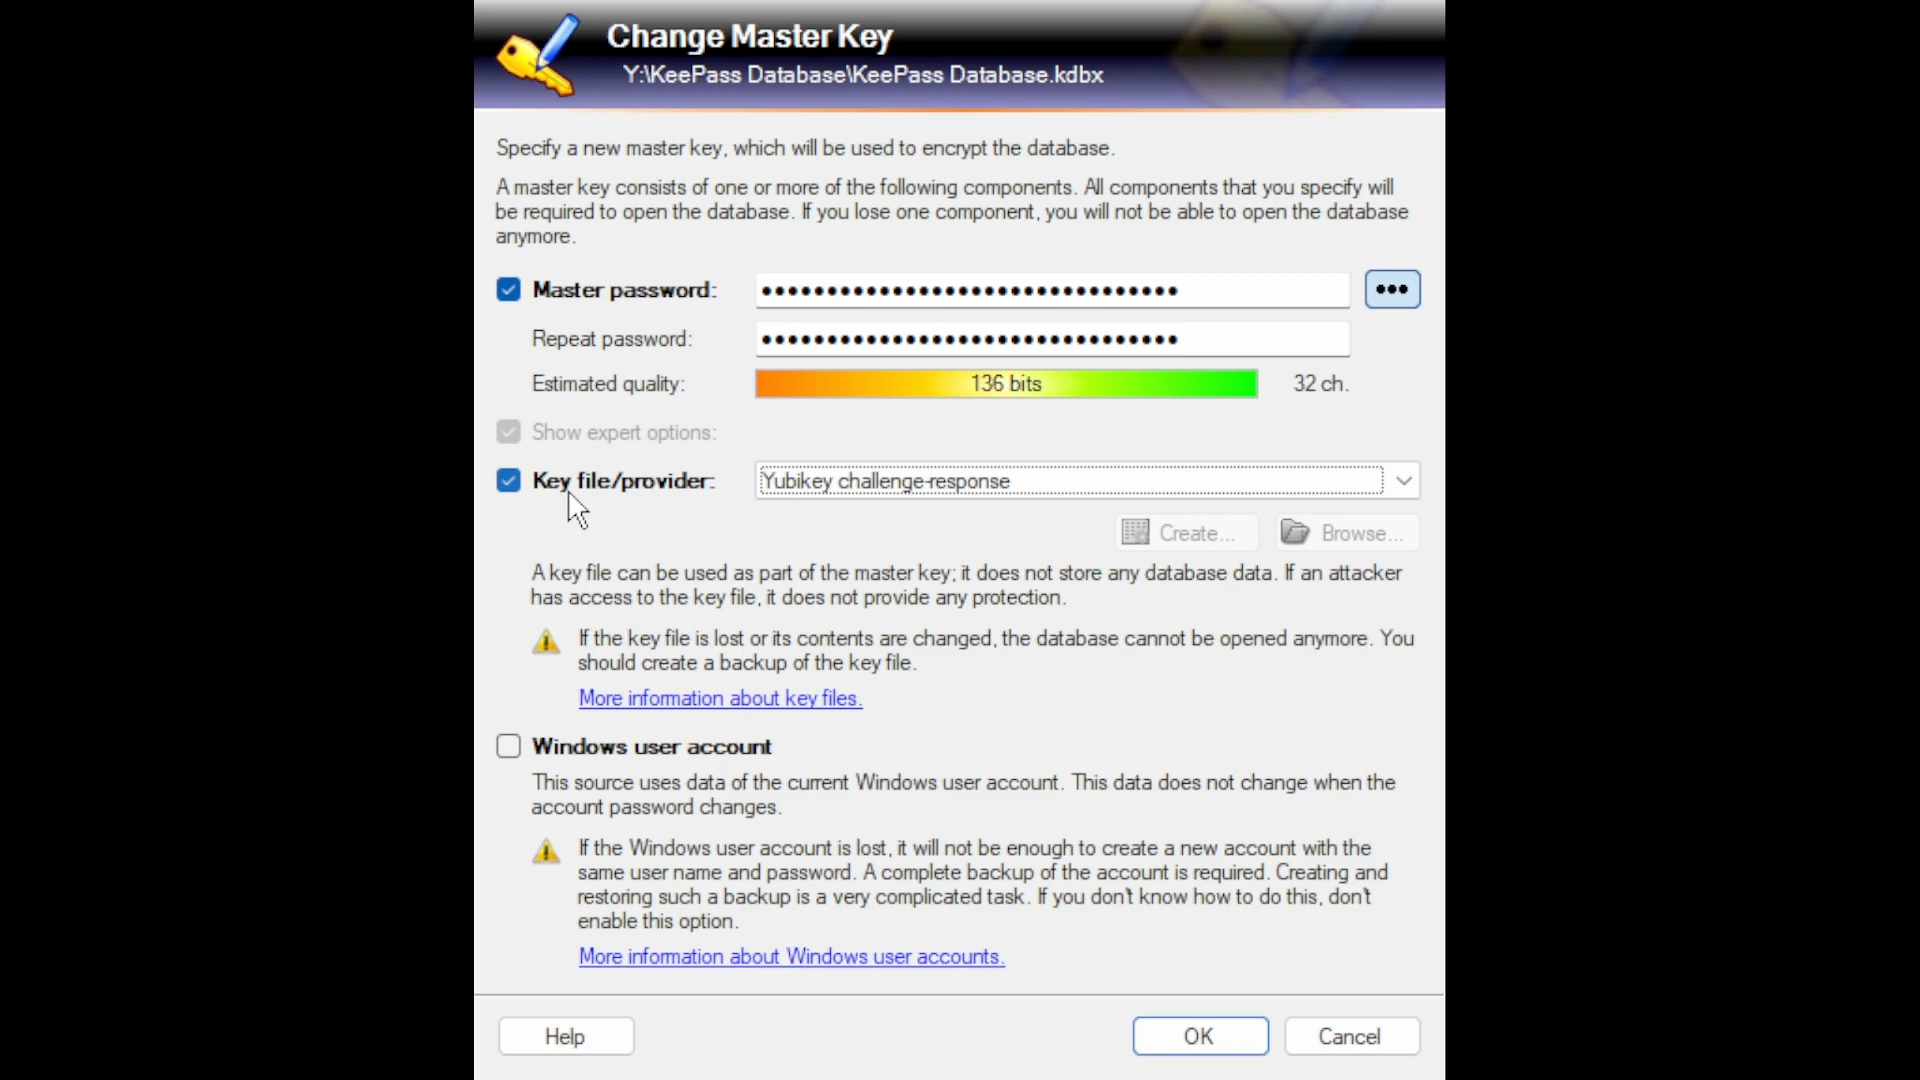 Change Master Key
Y:\KeePass Database\KeePass Database.kdbx
Specify a new master key, which will be used to encrypt the database.
A master key consists of one or more of the following components. All components that you specify will
be required to open the database. If you lose one component, you will not be able to open the database
anymore.
Master password: ●●●●●●●●●●●●●●●●●●●●●●●●●●●●●●●● •••
Repeat password: ●●●●●●●●●●●●●●●●●●●●●●●●●●●●●●●●
Estimated quality: 136 bits 32 ch.
Show expert options:
Key file/provider: Yubikey challenge-response
Create... Browse...
A key file can be used as part of the master key; it does not store any database data. If an attacker
has access to the key file, it does not provide any protection.
If the key file is lost or its contents are changed, the database cannot be opened anymore. You
should create a backup of the key file.
More information about key files.
Windows user account
This source uses data of the current Windows user account. This data does not change when the
account password changes.
If the Windows user account is lost, it will not be enough to create a new account with the
same user name and password. A complete backup of the account is required. Creating and
restoring such a backup is a very complicated task. If you don't know how to do this, don't
enable this option.
More information about Windows user accounts.
Help OK Cancel